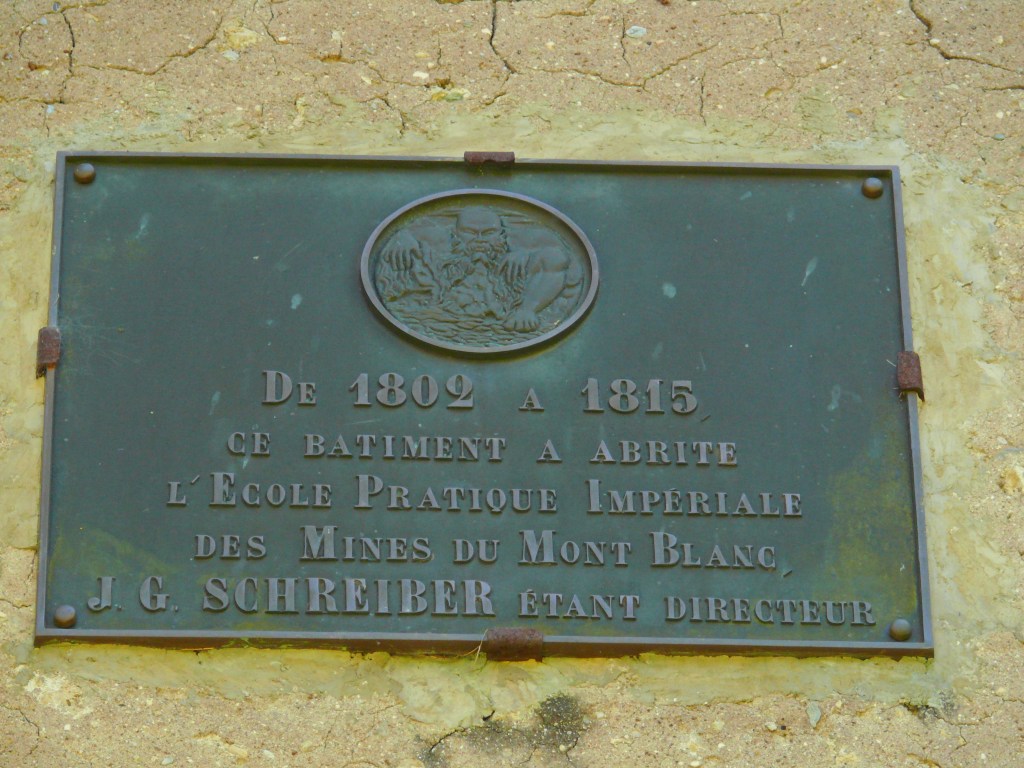 DE 1802 A 1815,
CE BATIMENT A ABRITE
L'ECOLE PRATIQUE IMPÉRIALE
DES MINES DU MONT BLANC,
J. G. SCHREIBER ÉTANT DIRECTEUR